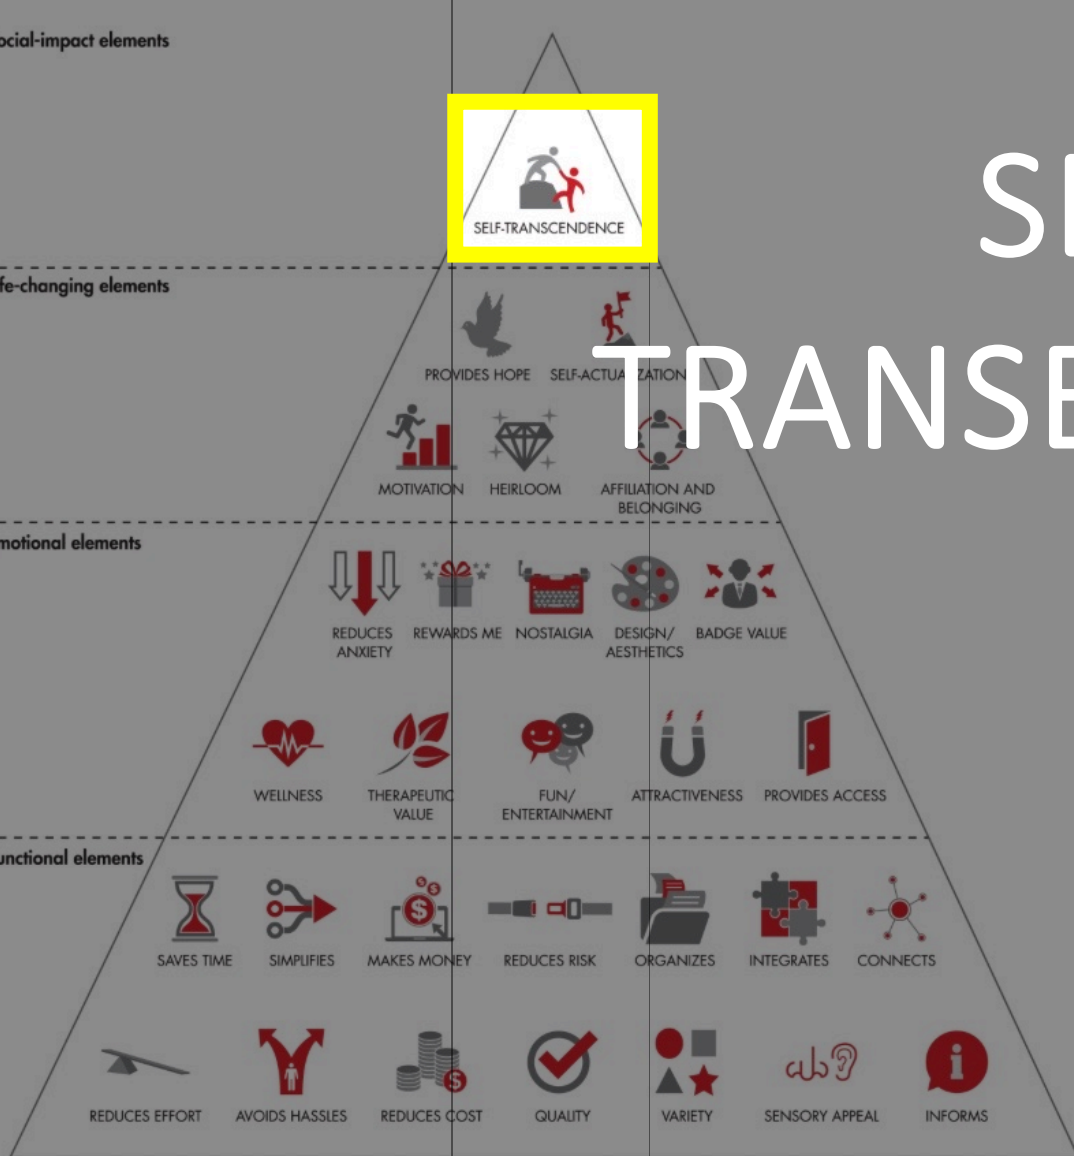 ocial-impact elements
SE
SELF-TRANSCENDENCE
fe-changing elements
TRANSE
PROVIDES HOPE SELF-ACTUALIZATION
MOTIVATION HEIRLOOM AFFILIATION AND
BELONGING
motional elements
REDUCES REWARDS ME NOSTALGIA DESIGN/ BADGE VALUE
ANXIETY AESTHETICS
WELLNESS THERAPEUTIC FUN/ ATTRACTIVENESS PROVIDES ACCESS
VALUE ENTERTAINMENT
unctional elements
SAVES TIME SIMPLIFIES MAKES MONEY REDUCES RISK ORGANIZES INTEGRATES CONNECTS
REDUCES EFFORT AVOIDS HASSLES REDUCES COST QUALITY VARIETY SENSORY APPEAL INFORMS